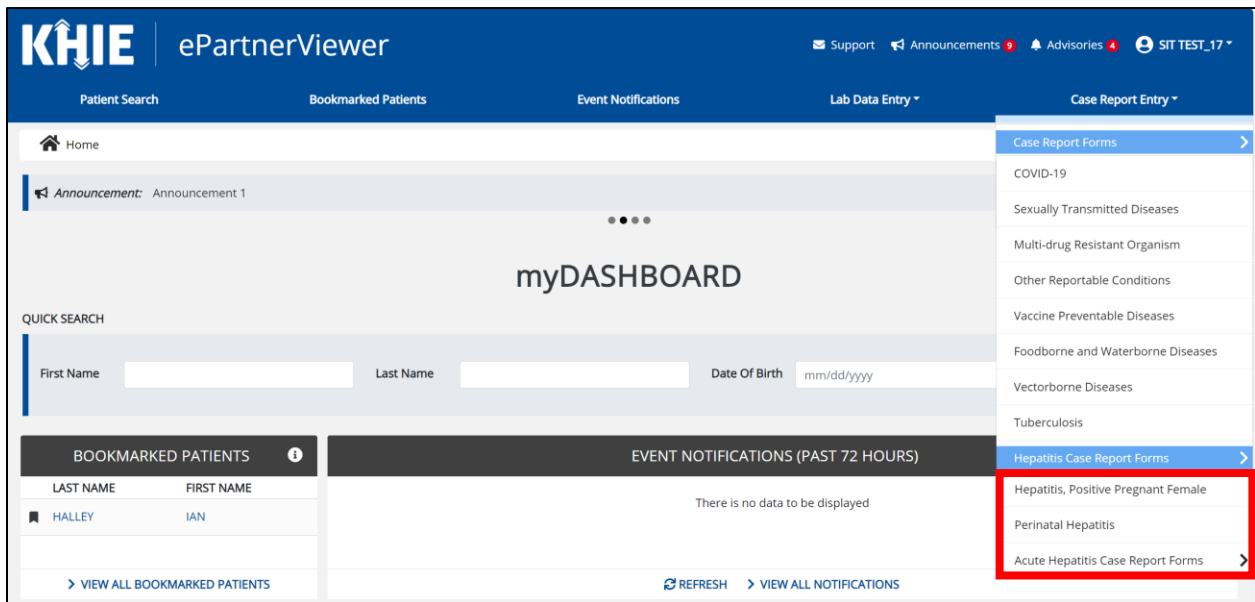 KHIE ePartnerViewer
Support Announcements 9 Advisories 4 SIT TEST_17
Patient Search Bookmarked Patients Event Notifications Lab Data Entry Case Report Entry
Home
Announcement: Announcement 1
myDASHBOARD
QUICK SEARCH
First Name Last Name Date Of Birth mm/dd/yyyy
BOOKMARKED PATIENTS
LAST NAME FIRST NAME
HALLEY IAN
VIEW ALL BOOKMARKED PATIENTS
EVENT NOTIFICATIONS (PAST 72 HOURS)
There is no data to be displayed
REFRESH VIEW ALL NOTIFICATIONS
Case Report Forms
COVID-19
Sexually Transmitted Diseases
Multi-drug Resistant Organism
Other Reportable Conditions
Vaccine Preventable Diseases
Foodborne and Waterborne Diseases
Vectorborne Diseases
Tuberculosis
Hepatitis Case Report Forms
Hepatitis, Positive Pregnant Female
Perinatal Hepatitis
Acute Hepatitis Case Report Forms